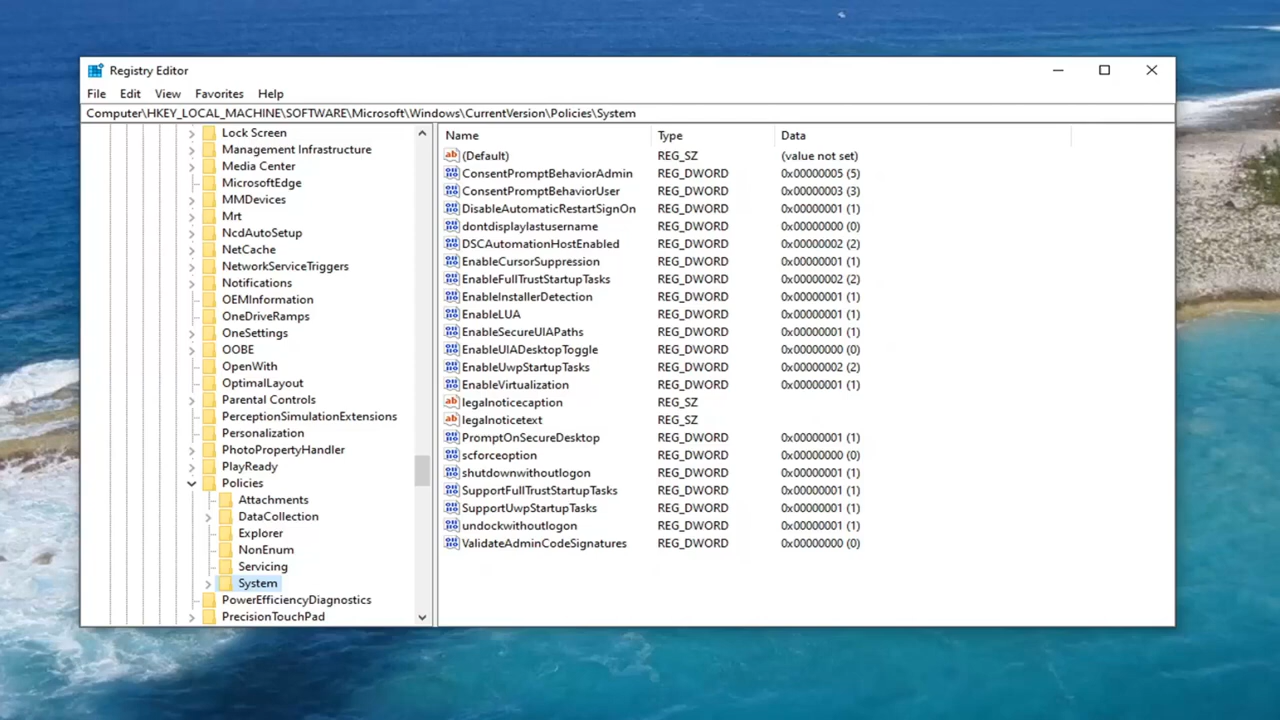 Registry Editor
File Edit View Favorites Help
Computer\HKEY_LOCAL_MACHINE\SOFTWARE\Microsoft\Windows\CurrentVersion\Policies\System
Lock Screen
Management Infrastructure
Media Center
MicrosoftEdge
MMDevices
Mrt
NcdAutoSetup
NetCache
NetworkServiceTriggers
Notifications
OEMInformation
OneDriveRamps
OneSettings
OOBE
OpenWith
OptimalLayout
Parental Controls
PerceptionSimulationExtensions
Personalization
PhotoPropertyHandler
PlayReady
Policies
Attachments
DataCollection
Explorer
NonEnum
Servicing
System
PowerEfficiencyDiagnostics
PrecisionTouchPad
Name Type Data
ab (Default) REG_SZ (value not set)
ConsentPromptBehaviorAdmin REG_DWORD 0x00000005 (5)
ConsentPromptBehaviorUser REG_DWORD 0x00000003 (3)
DisableAutomaticRestartSignOn REG_DWORD 0x00000001 (1)
dontdisplaylastusername REG_DWORD 0x00000000 (0)
DSCAutomationHostEnabled REG_DWORD 0x00000002 (2)
EnableCursorSuppression REG_DWORD 0x00000001 (1)
EnableFullTrustStartupTasks REG_DWORD 0x00000002 (2)
EnableInstallerDetection REG_DWORD 0x00000001 (1)
EnableLUA REG_DWORD 0x00000001 (1)
EnableSecureUIAPaths REG_DWORD 0x00000001 (1)
EnableUIADesktopToggle REG_DWORD 0x00000000 (0)
EnableUwpStartupTasks REG_DWORD 0x00000002 (2)
EnableVirtualization REG_DWORD 0x00000001 (1)
ab legalnoticecaption REG_SZ
ab legalnoticetext REG_SZ
PromptOnSecureDesktop REG_DWORD 0x00000001 (1)
scforceoption REG_DWORD 0x00000000 (0)
shutdownwithoutlogon REG_DWORD 0x00000001 (1)
SupportFullTrustStartupTasks REG_DWORD 0x00000001 (1)
SupportUwpStartupTasks REG_DWORD 0x00000001 (1)
undockwithoutlogon REG_DWORD 0x00000001 (1)
ValidateAdminCodeSignatures REG_DWORD 0x00000000 (0)